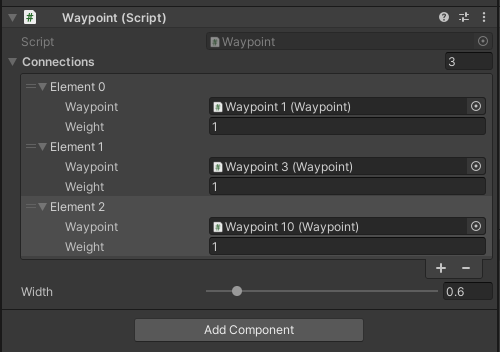 Waypoint (Script)
Script Waypoint
Connections 3
Element 0
Waypoint Waypoint 1 (Waypoint)
Weight 1
Element 1
Waypoint Waypoint 3 (Waypoint)
Weight 1
Element 2
Waypoint Waypoint 10 (Waypoint)
Weight 1
+ −
Width 0.6
Add Component